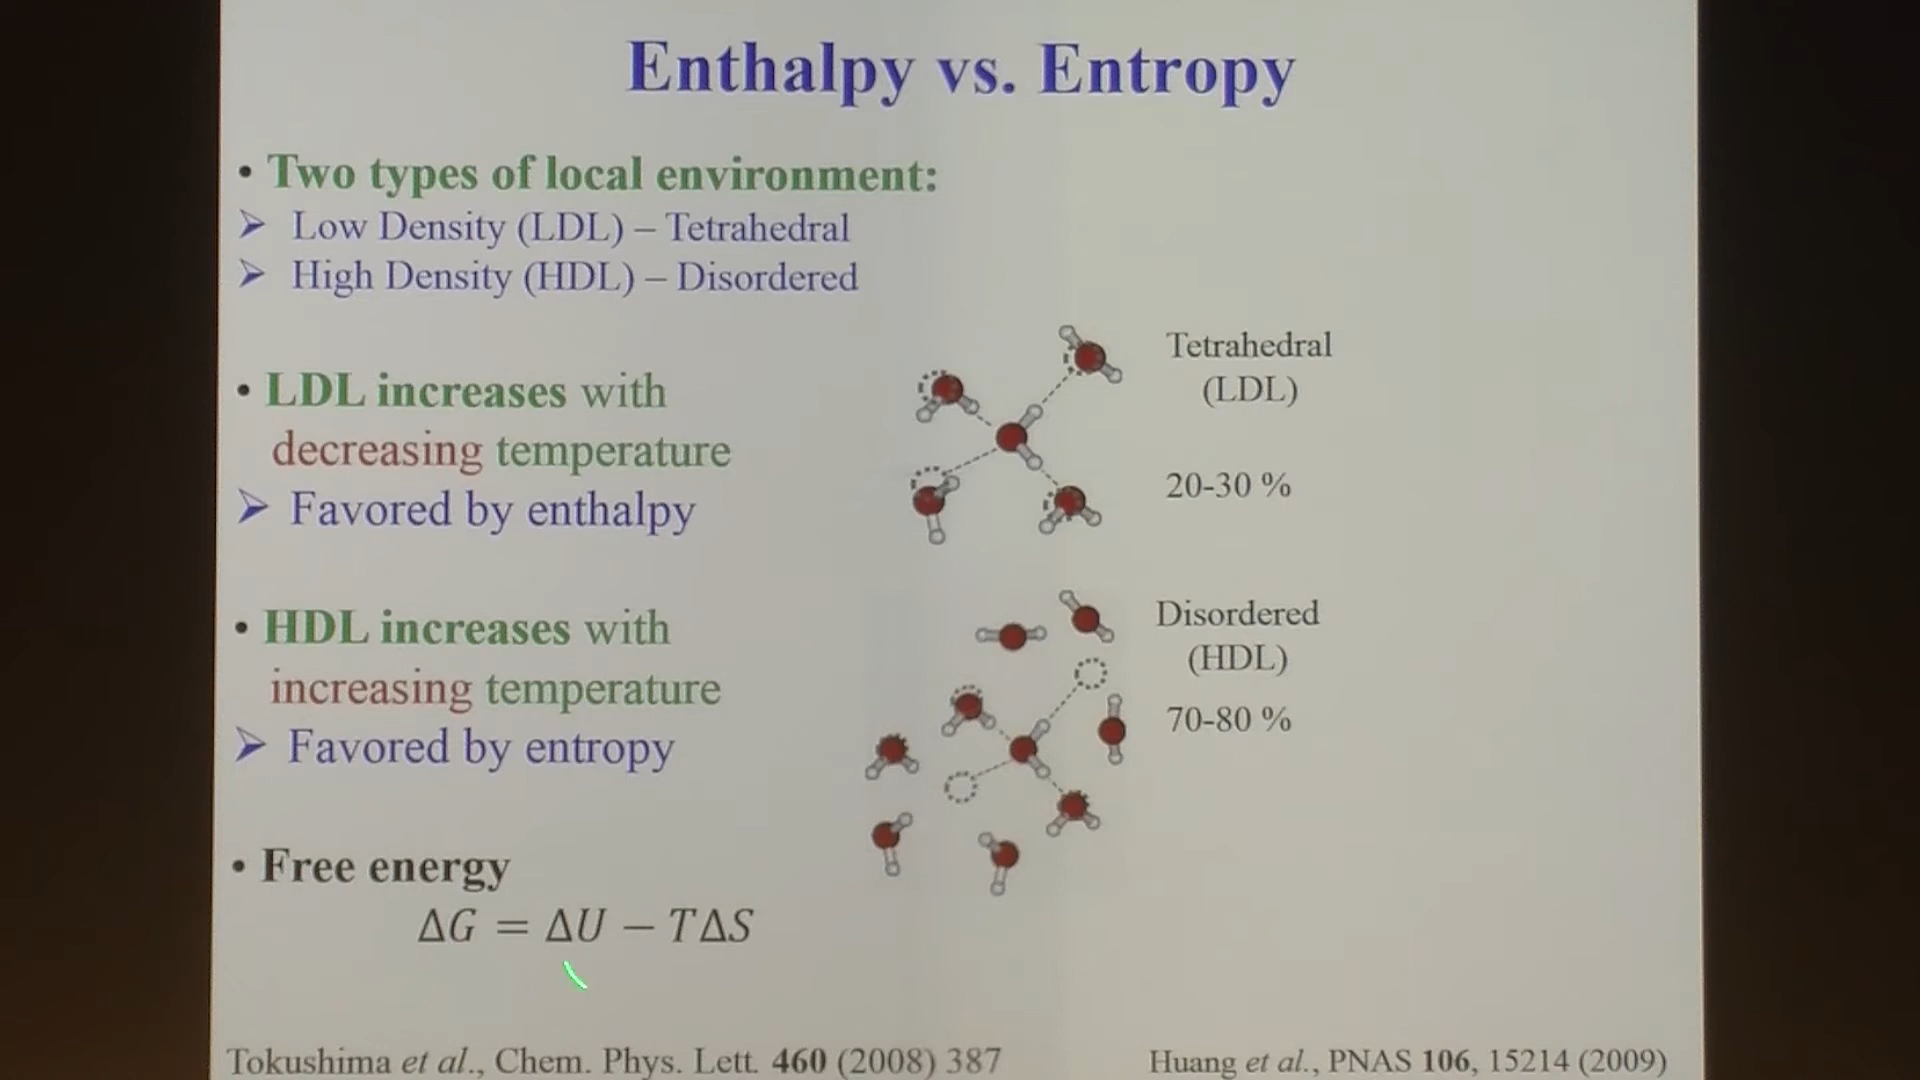 Enthalpy vs. Entropy
• Two types of local environment:
➢ Low Density (LDL) – Tetrahedral
➢ High Density (HDL) – Disordered
• LDL increases with
decreasing temperature
➢ Favored by enthalpy
Tetrahedral
(LDL)
20-30 %
• HDL increases with
increasing temperature
➢ Favored by entropy
Disordered
(HDL)
70-80 %
• Free energy
ΔG = ΔU − TΔS
Tokushima et al., Chem. Phys. Lett. 460 (2008) 387
Huang et al., PNAS 106, 15214 (2009)